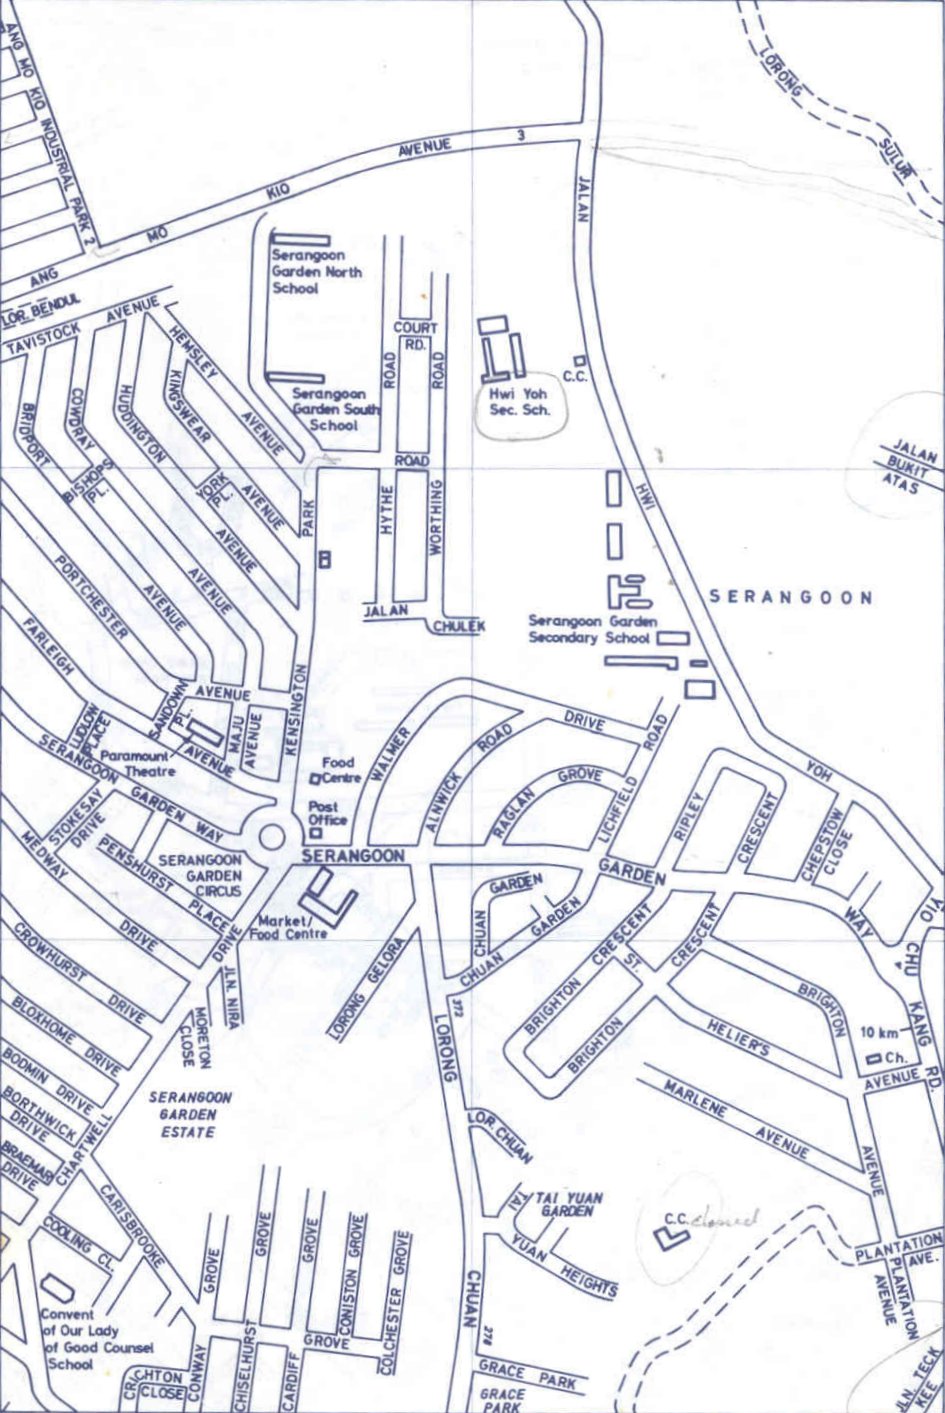 ANG MO KIO INDUSTRIAL PARK 2
LORONG SULUR
ANG MO KIO AVENUE 3
JALAN HWI YOH
Serangoon
Garden North
School
LOR. BENDUL
TAVISTOCK AVENUE
HEMSLEY AVENUE
COURT
RD.
ROAD
ROAD
C.C.
Hwi Yoh
Sec. Sch.
Serangoon
Garden South
School
KINGSWEAR AVENUE
HUDDINGTON AVENUE
COWDRAY AVENUE
BRIDPORT AVENUE
BISHOPS
PL.
YORK
PL.
JALAN
BUKIT
ATAS
ROAD
PARK
HYTHE
WORTHING
KENSINGTON
PORTCHESTER AVENUE
FARLEIGH AVENUE
SERANGOON
JALAN CHULEK
Serangoon Garden
Secondary School
SANDOWN
PL.
MAJU
AVENUE
LUDLOW
PLACE
Paramount
Theatre
SERANGOON GARDEN WAY
Food
Centre
Post
Office
WALMER DRIVE
ALNWICK ROAD
RAGLAN GROVE
LICHFIELD ROAD
RIPLEY CRESCENT
CHEPSTOW
CLOSE
STOKESAY
DRIVE
PENSHURST PLACE
MEDWAY DRIVE
SERANGOON
GARDEN
CIRCUS
SERANGOON GARDEN WAY
Market/
Food Centre
CHUAN GARDEN
CHUAN GARDEN
LORONG GELORA
BRIGHTON CRESCENT
BRIGHTON CRESCENT
ST. HELIER'S AVENUE
BRIGHTON AVENUE
YIO CHU KANG RD.
10 km
Ch.
CROWHURST DRIVE
BLOXHOME DRIVE
BODMIN DRIVE
BORTHWICK
DRIVE
BRAEMAR
DRIVE
CHARTWELL DRIVE
JLN. NIRA
MORETON
CLOSE
SERANGOON
GARDEN
ESTATE
372
LORONG CHUAN
LOR. CHUAN
MARLENE AVENUE
TAI YUAN HEIGHTS
TAI YUAN
GARDEN
C.C. closed
PLANTATION
AVE.
PLANTATION
AVENUE
CARISBROOKE
COOLING CL.
GROVE
GROVE
GROVE
CONISTON GROVE
COLCHESTER GROVE
GROVE
Convent
of Our Lady
of Good Counsel
School
CRICHTON
CLOSE
CONWAY
CHISELHURST
CARDIFF
378
GRACE PARK
GRACE
PARK
JLN. TECK
KEE